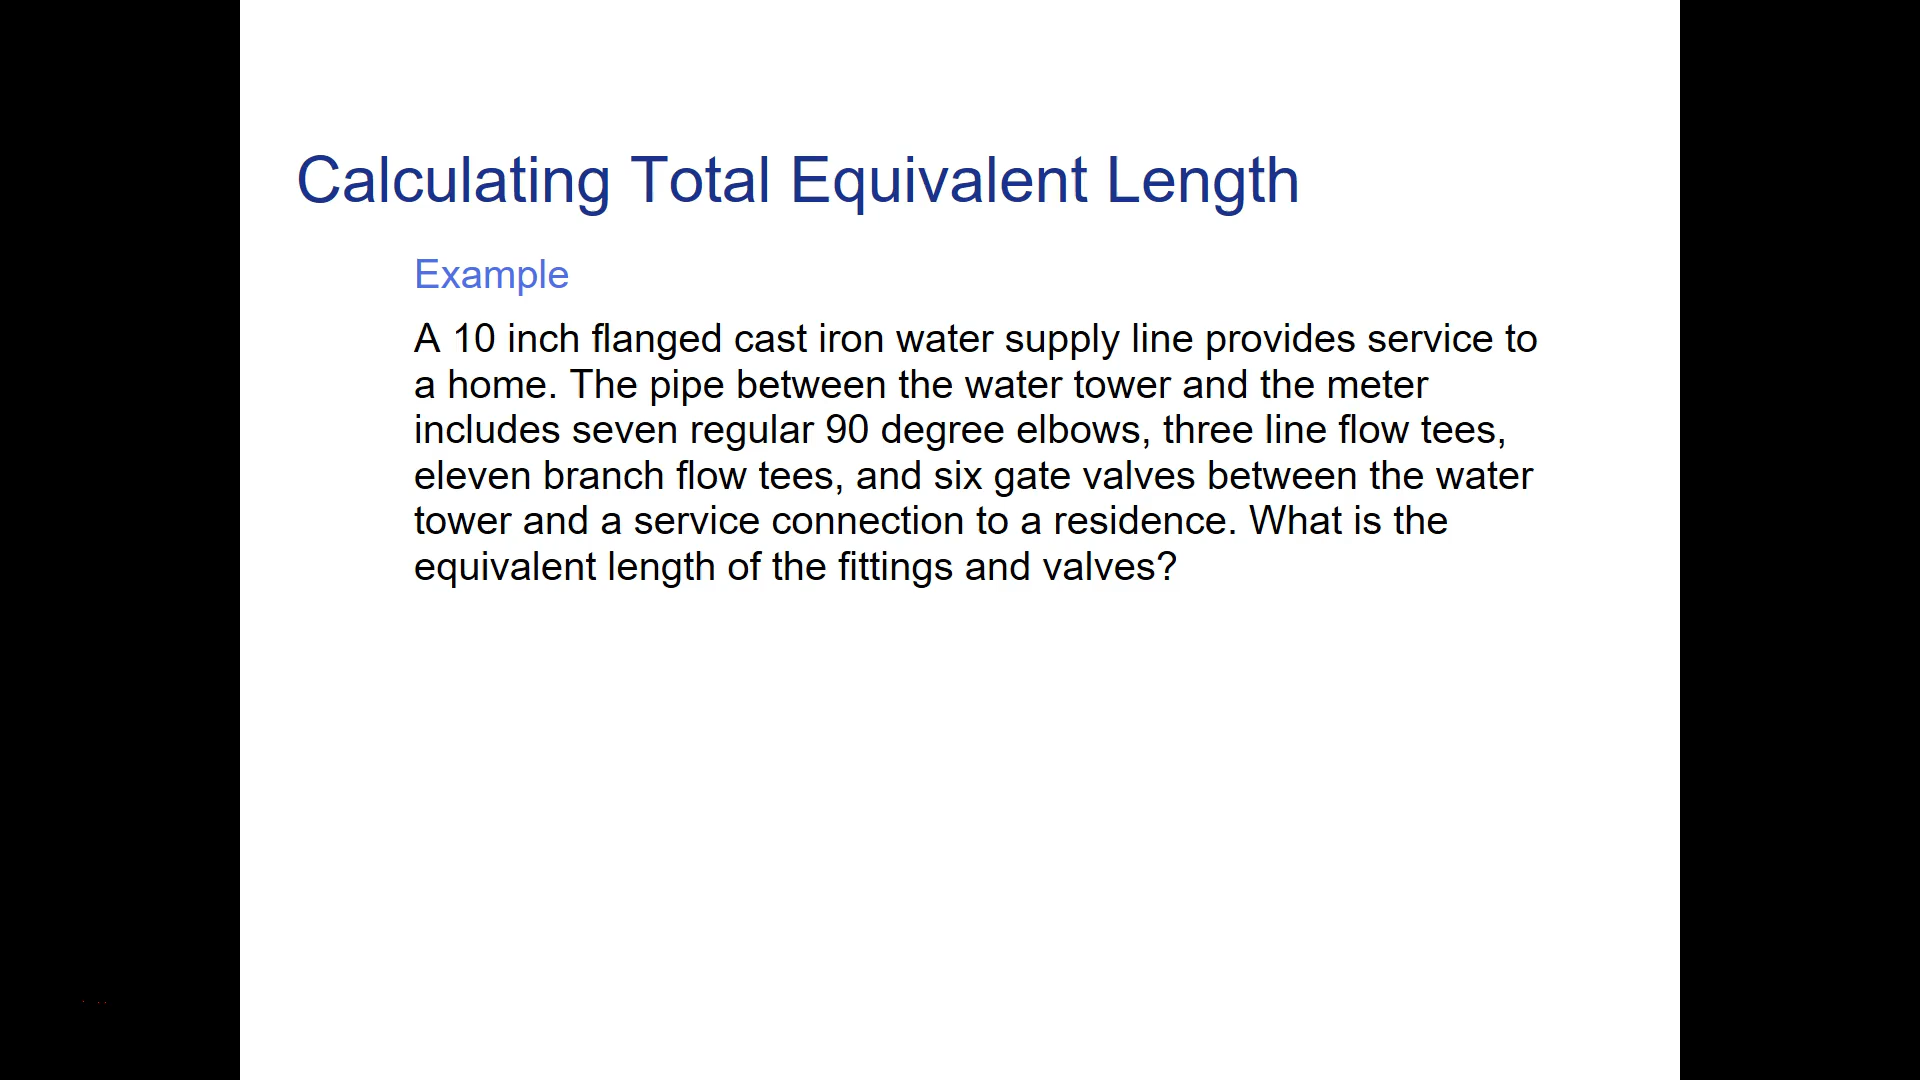 Calculating Total Equivalent Length
Example
A 10 inch flanged cast iron water supply line provides service to
a home. The pipe between the water tower and the meter
includes seven regular 90 degree elbows, three line flow tees,
eleven branch flow tees, and six gate valves between the water
tower and a service connection to a residence. What is the
equivalent length of the fittings and valves?